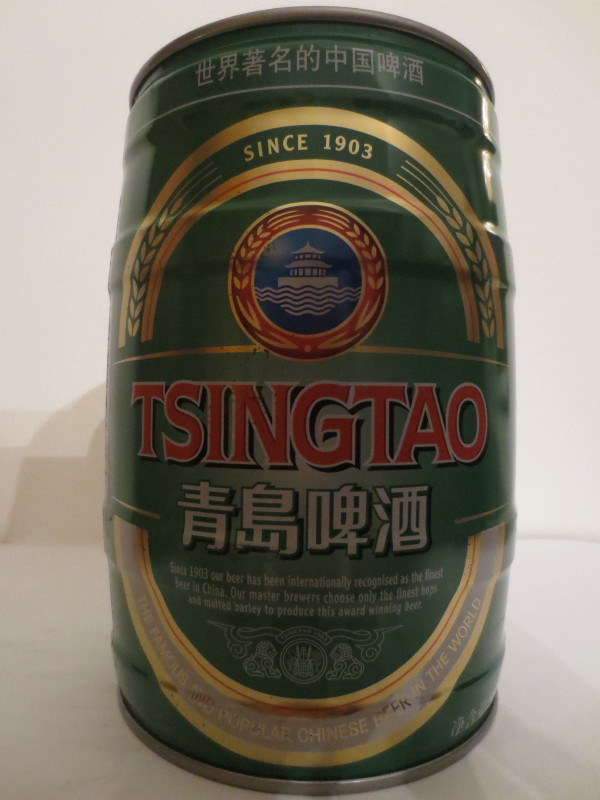 世界著名的中国啤酒
SINCE 1903
TSINGTAO
青島啤酒
Since 1903 our beer has been internationally recognised as the finest
beer in China. Our master brewers choose only the finest hops
and malted barley to produce this award winning beer.
THE FAMOUS AND POPULAR CHINESE BEER IN THE WORLD